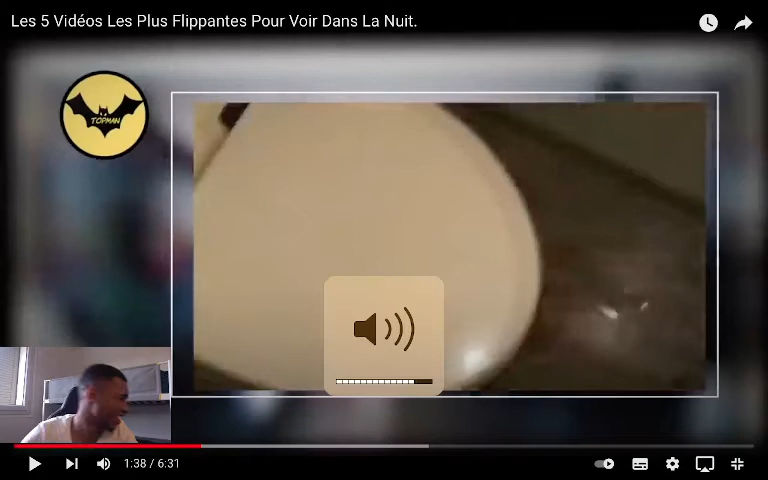 Les 5 Vidéos Les Plus Flippantes Pour Voir Dans La Nuit.
TOPMAN
1:38 / 6:31